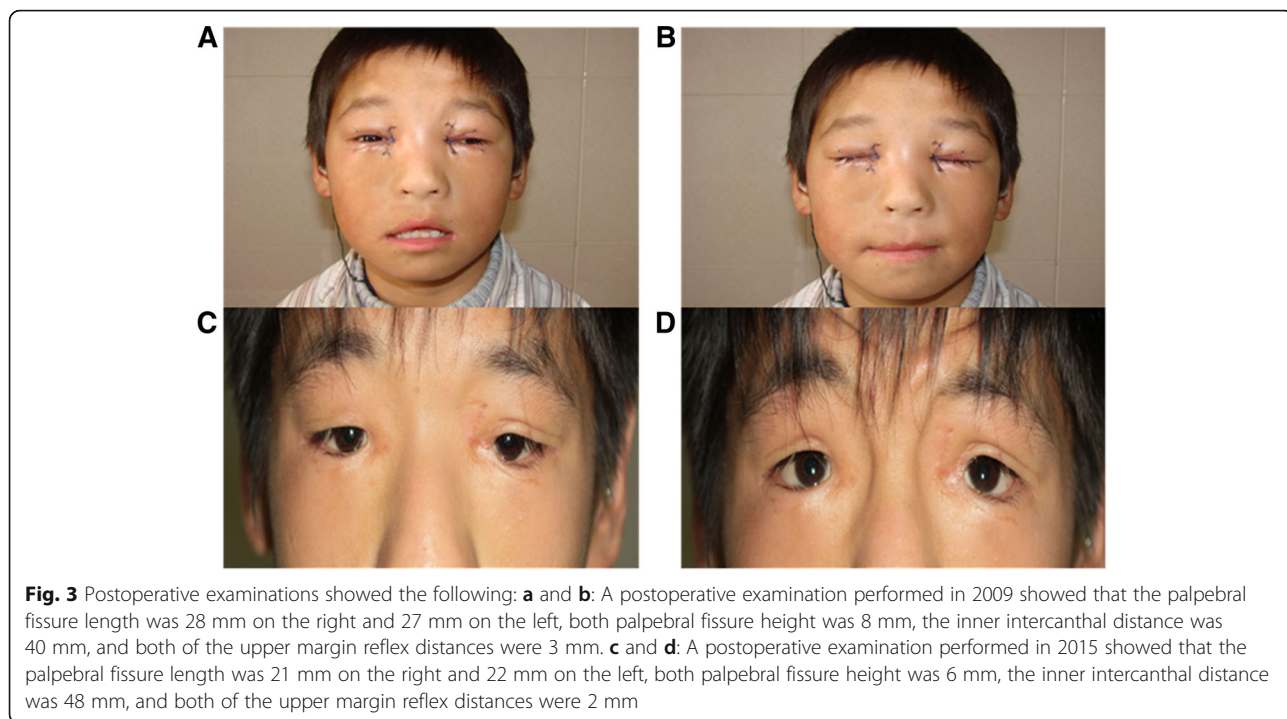 A
B
C
D
Fig. 3 Postoperative examinations showed the following: a and b: A postoperative examination performed in 2009 showed that the palpebral
fissure length was 28 mm on the right and 27 mm on the left, both palpebral fissure height was 8 mm, the inner intercanthal distance was
40 mm, and both of the upper margin reflex distances were 3 mm. c and d: A postoperative examination performed in 2015 showed that the
palpebral fissure length was 21 mm on the right and 22 mm on the left, both palpebral fissure height was 6 mm, the inner intercanthal distance
was 48 mm, and both of the upper margin reflex distances were 2 mm